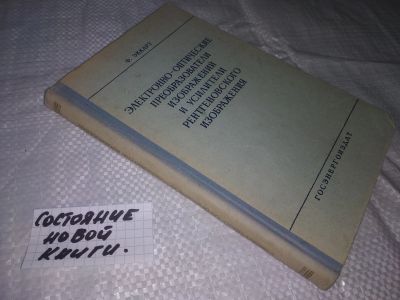 Ф. ЭККАРТ
ЭЛЕКТРОННО-ОПТИЧЕСКИЕ
ПРЕОБРАЗОВАТЕЛИ
ИЗОБРАЖЕНИЯ
И УСИЛИТЕЛИ
РЕНТГЕНОВСКОГО
ИЗОБРАЖЕНИЯ
ГОСЭНЕРГОИЗДАТ
СОСТОЯНИЕ
НОВОЙ
КНИГИ.